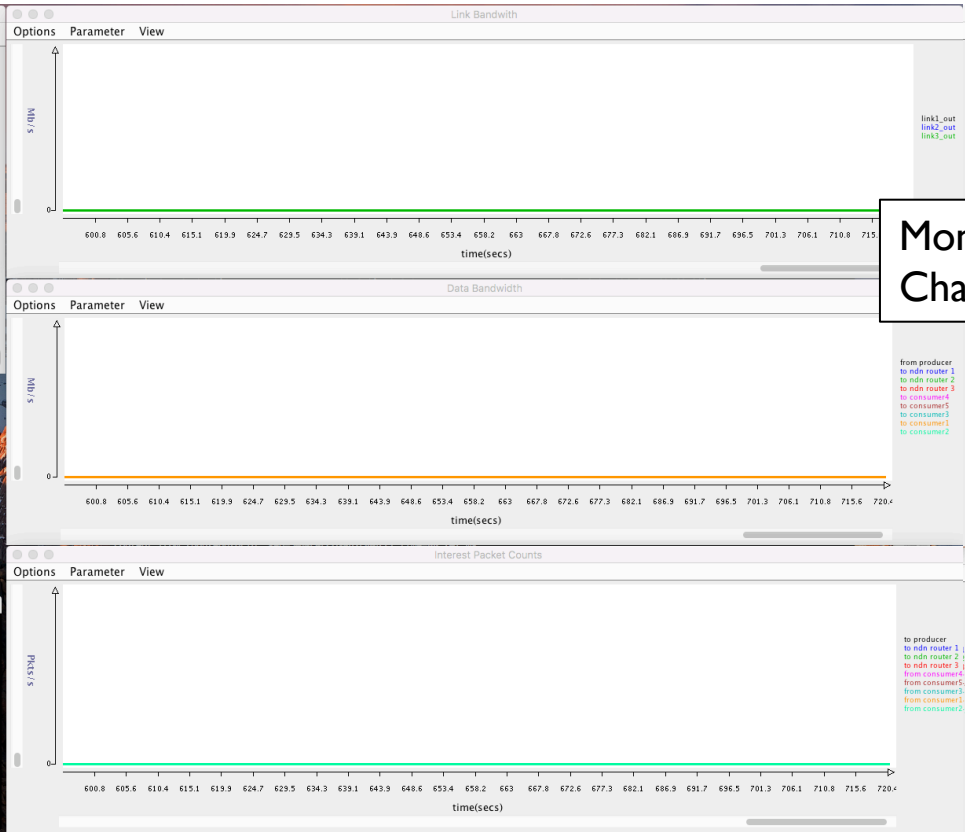 Link Bandwith
Options Parameter View
Mb/s
link1_out
link2_out
link3_out
0
600.8 605.6 610.4 615.1 619.9 624.7 629.5 634.3 639.1 643.9 648.6 653.4 658.2 663 667.8 672.6 677.3 682.1 686.9 691.7 696.5 701.3 706.1 710.8 715.
time(secs)
Mon
Cha
Data Bandwidth
Options Parameter View
Mb/s
from producer
to ndn router 1
to ndn router 2
to ndn router 3
to consumer4
to consumer5
to consumer3
to consumer1
to consumer2
0
600.8 605.6 610.4 615.1 619.9 624.7 629.5 634.3 639.1 643.9 648.6 653.4 658.2 663 667.8 672.6 677.3 682.1 686.9 691.7 696.5 701.3 706.1 710.8 715.6 720.4
time(secs)
Interest Packet Counts
Options Parameter View
Pkts/s
to producer
to ndn router 1
to ndn router 2
to ndn router 3
from consumer4
from consumer5
from consumer3
from consumer1
from consumer2
0
600.8 605.6 610.4 615.1 619.9 624.7 629.5 634.3 639.1 643.9 648.6 653.4 658.2 663 667.8 672.6 677.3 682.1 686.9 691.7 696.5 701.3 706.1 710.8 715.6 720.4
time(secs)